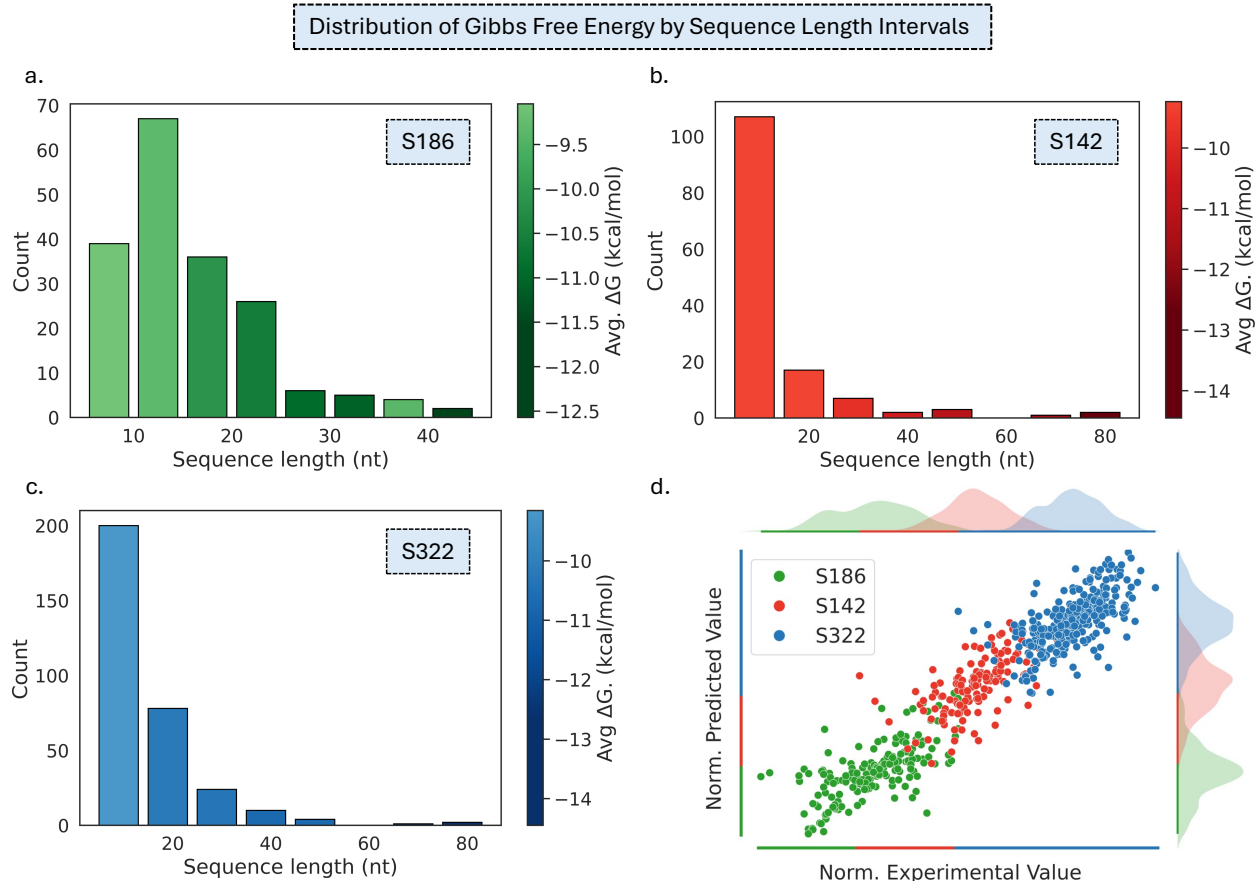 Distribution of Gibbs Free Energy by Sequence Length Intervals
a.
70
60
50
40
30
20
10
0
Count
10 20 30 40
Sequence length (nt)
S186
−9.5
−10.0
−10.5
−11.0
−11.5
−12.0
−12.5
Avg. ΔG (kcal/mol)
b.
100
80
60
40
20
0
Count
20 40 60 80
Sequence length (nt)
S142
−10
−11
−12
−13
−14
Avg ΔG. (kcal/mol)
c.
200
150
100
50
0
Count
20 40 60 80
Sequence length (nt)
S322
−10
−11
−12
−13
−14
Avg ΔG. (kcal/mol)
d.
S186
S142
S322
Norm. Predicted Value
Norm. Experimental Value